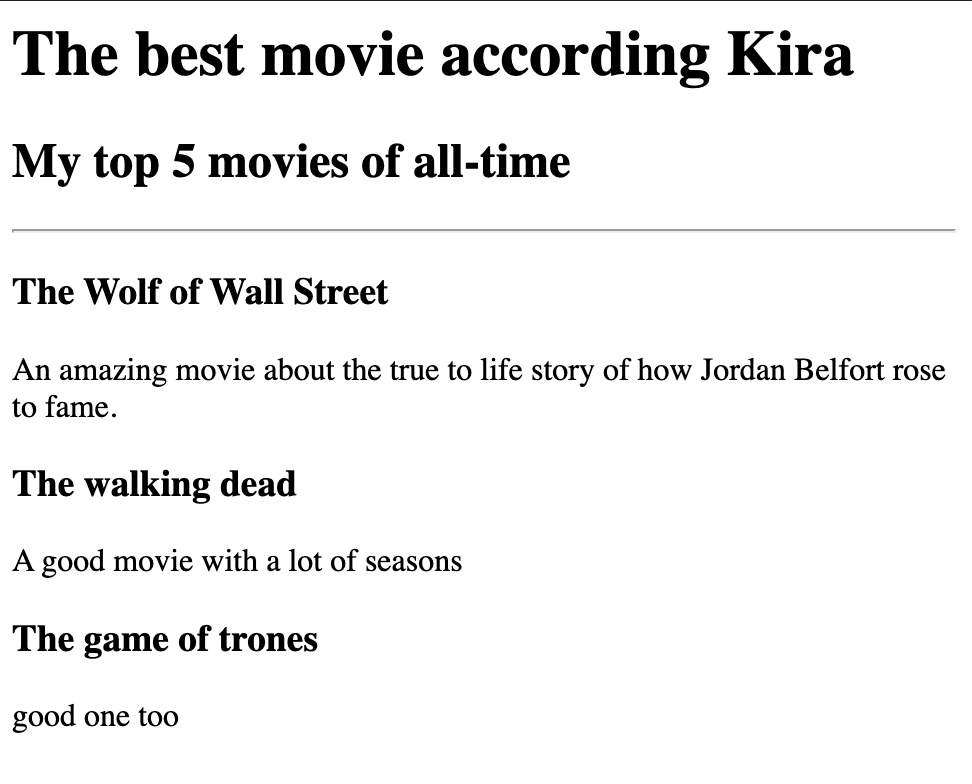 The best movie according Kira
My top 5 movies of all-time
The Wolf of Wall Street
An amazing movie about the true to life story of how Jordan Belfort rose
to fame.
The walking dead
A good movie with a lot of seasons
The game of trones
good one too